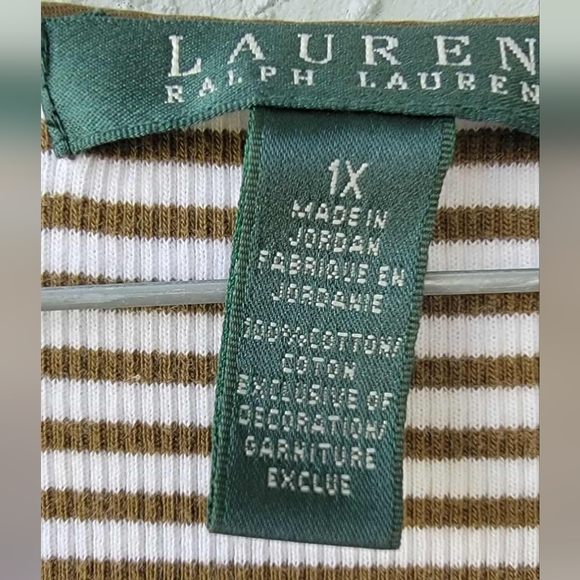 LAUREN
RALPH LAUREN
1X
MADE IN
JORDAN
FABRIQUE EN
JORDANIE
100% COTTON/
COTON
EXCLUSIVE OF
DECORATION/
GARNITURE
EXCLUE